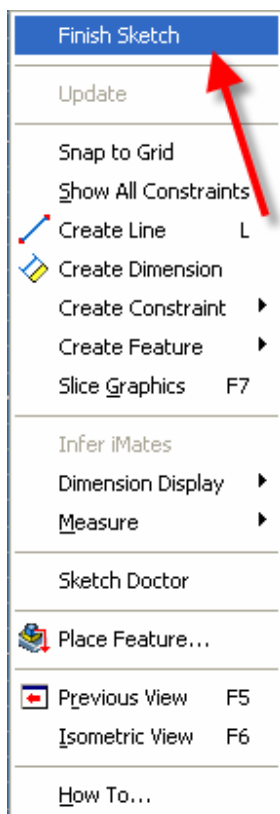 Finish Sketch
Update
Snap to Grid
Show All Constraints
Create Line L
Create Dimension
Create Constraint
Create Feature
Slice Graphics F7
Infer iMates
Dimension Display
Measure
Sketch Doctor
Place Feature...
Previous View F5
Isometric View F6
How To...